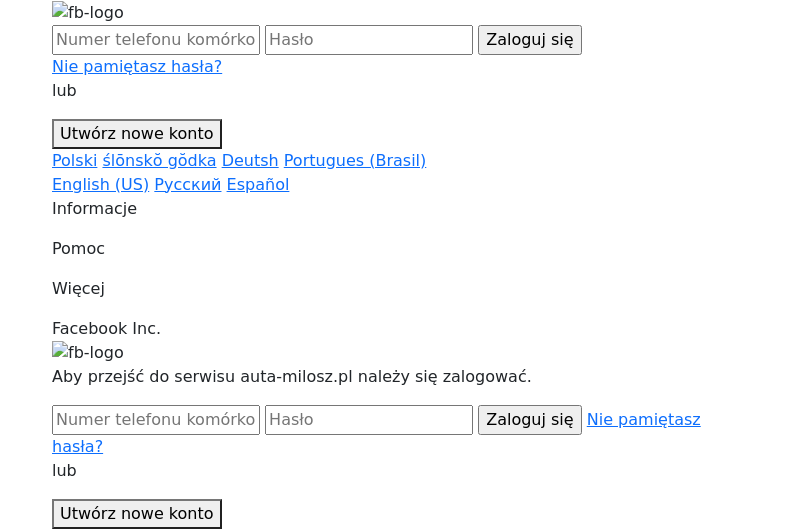 fb-logo
Numer telefonu komórko Hasło Zaloguj się
Nie pamiętasz hasła?
lub
Utwórz nowe konto
Polski ślōnskŏ gŏdka Deutsh Portugues (Brasil)
English (US) Русский Español
Informacje
Pomoc
Więcej
Facebook Inc.
fb-logo
Aby przejść do serwisu auta-milosz.pl należy się zalogować.
Numer telefonu komórko Hasło Zaloguj się Nie pamiętasz
hasła?
lub
Utwórz nowe konto